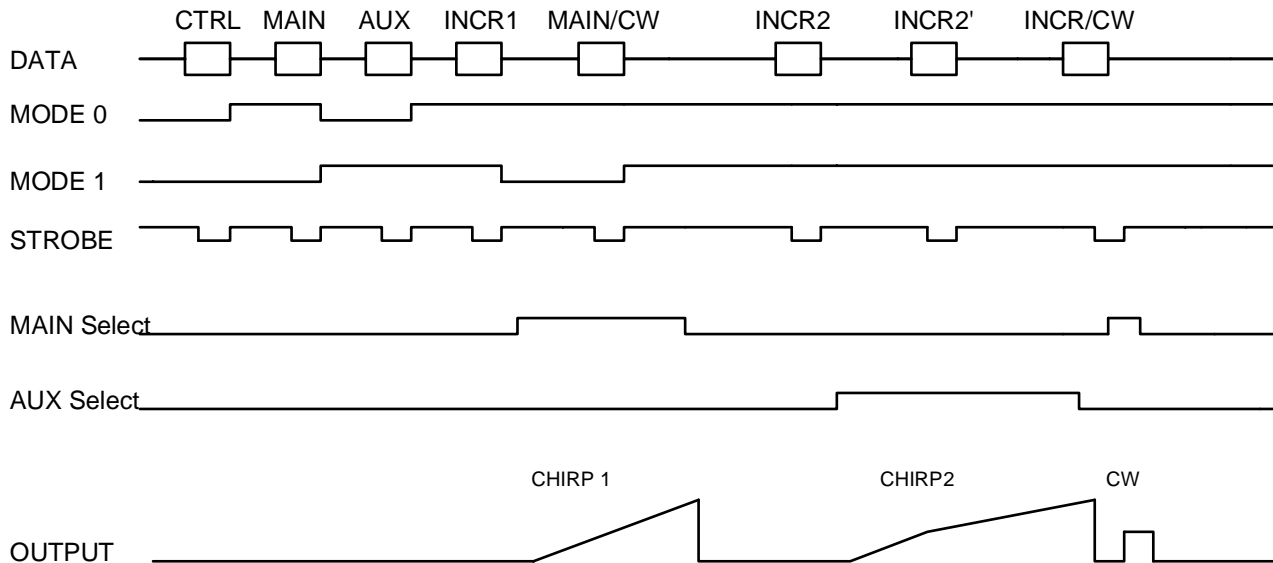 CTRL MAIN AUX INCR1 MAIN/CW INCR2 INCR2' INCR/CW
DATA
MODE 0
MODE 1
STROBE
MAIN Select
AUX Select
CHIRP 1 CHIRP2 CW
OUTPUT